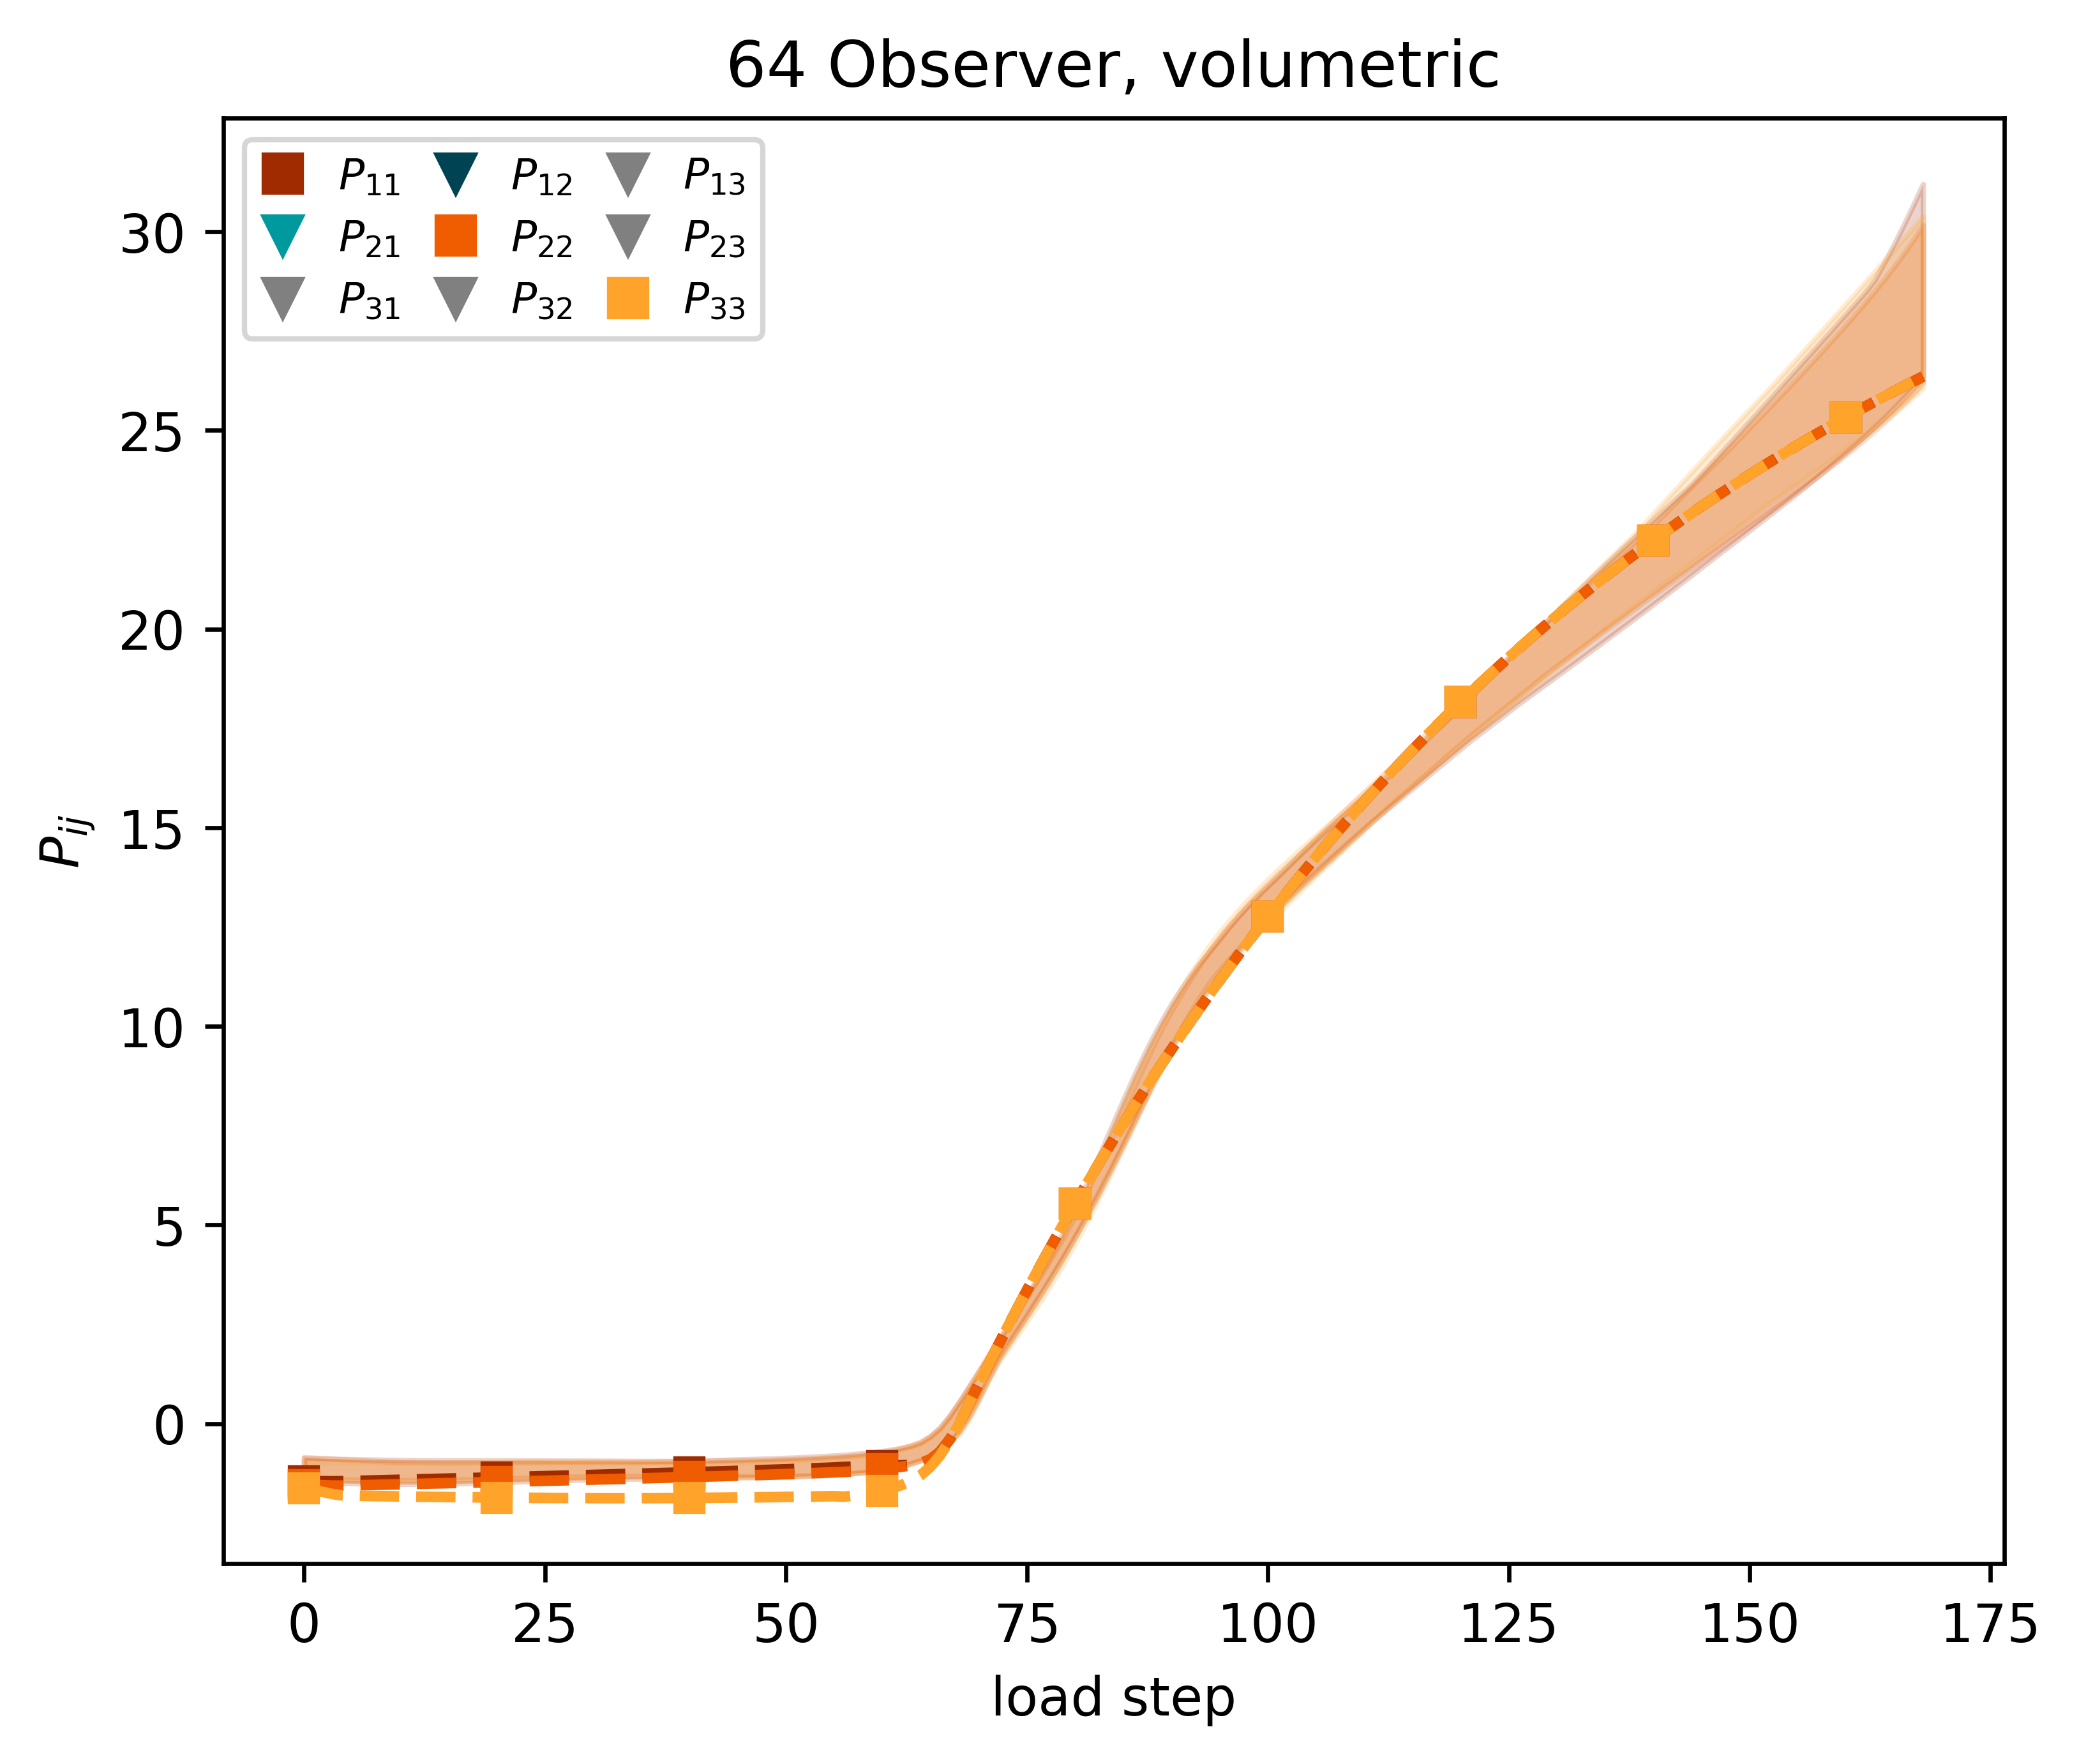 64 Observer, volumetric
P11 P12 P13
P21 P22 P23
P31 P32 P33
30
25
20
15
10
5
0
Pij
0 25 50 75 100 125 150 175
load step